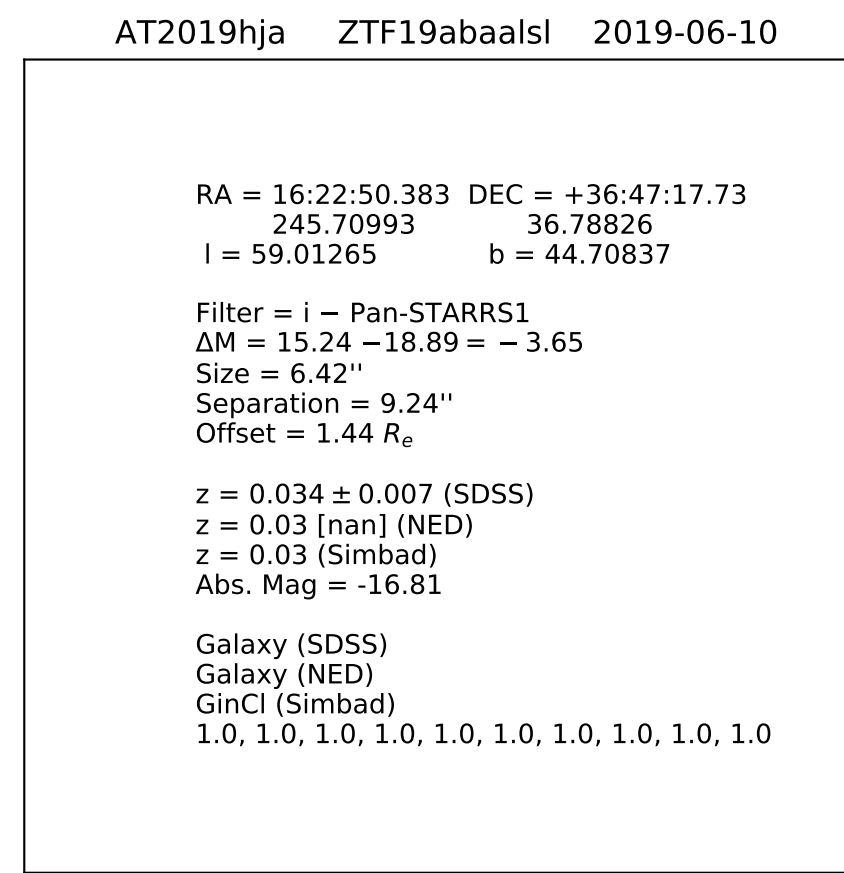 AT2019hja ZTF19abaalsl 2019-06-10
RA = 16:22:50.383 DEC = +36:47:17.73
245.70993 36.78826
l = 59.01265 b = 44.70837
Filter = i − Pan-STARRS1
ΔM = 15.24 −18.89 = − 3.65
Size = 6.42''
Separation = 9.24''
Offset = 1.44 Re
z = 0.034 ± 0.007 (SDSS)
z = 0.03 [nan] (NED)
z = 0.03 (Simbad)
Abs. Mag = -16.81
Galaxy (SDSS)
Galaxy (NED)
GinCl (Simbad)
1.0, 1.0, 1.0, 1.0, 1.0, 1.0, 1.0, 1.0, 1.0, 1.0